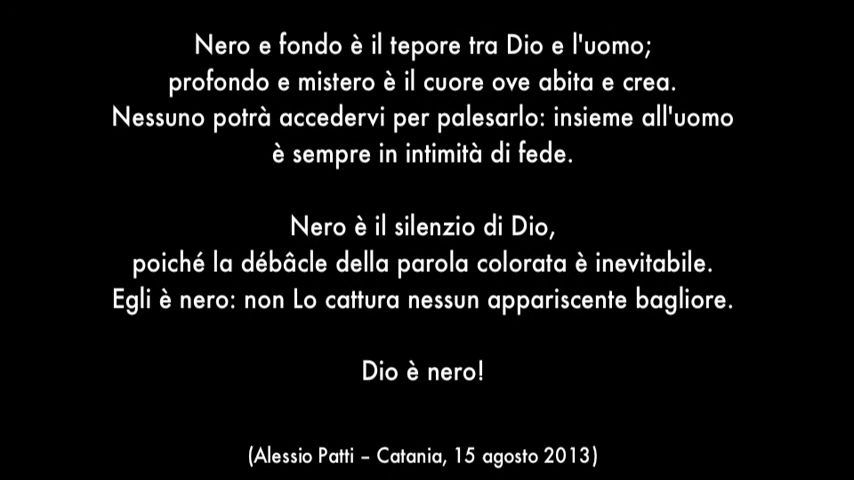 Nero e fondo è il tepore tra Dio e l'uomo;
profondo e mistero è il cuore ove abita e crea.
Nessuno potrà accedervi per palesarlo: insieme all'uomo
è sempre in intimità di fede.
Nero è il silenzio di Dio,
poiché la débâcle della parola colorata è inevitabile.
Egli è nero: non Lo cattura nessun appariscente bagliore.
Dio è nero!
(Alessio Patti – Catania, 15 agosto 2013)